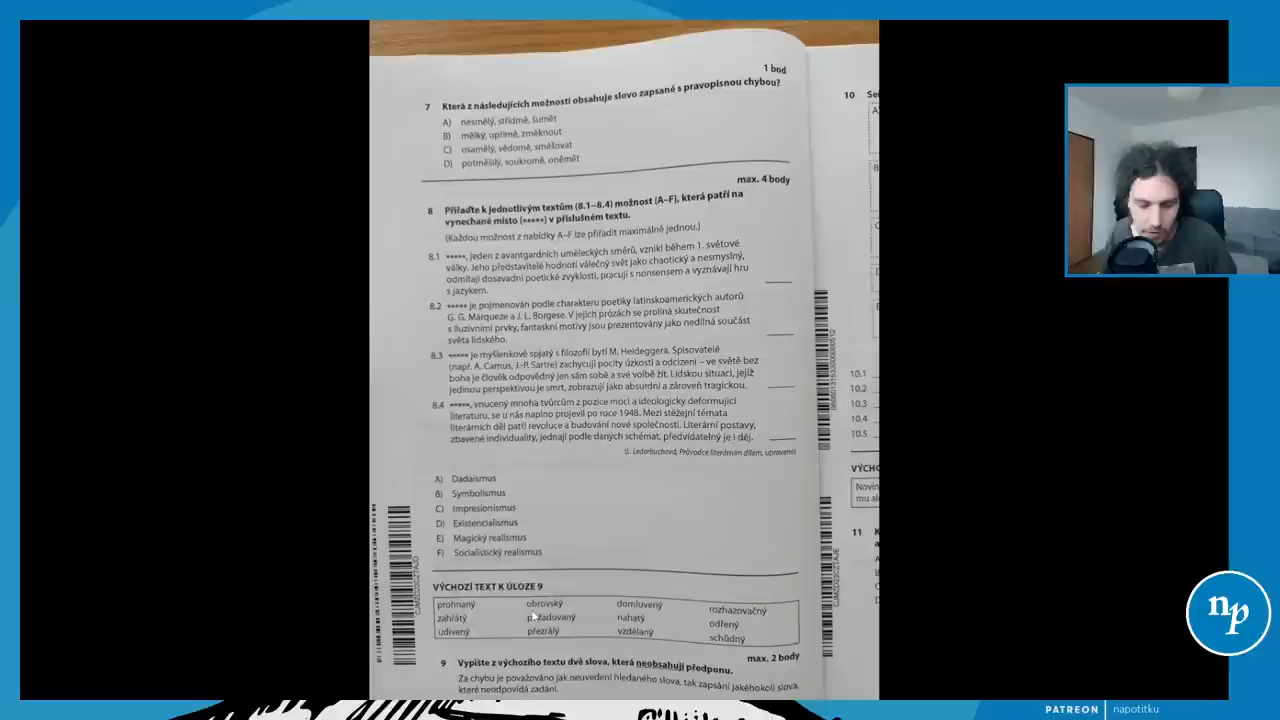 1 bod
7 Která z následujících možností obsahuje slovo zapsané s pravopisnou chybou?
A) nesmělý, střídmě, šumět
B) mělký, upřímě, změknout
C) osamělý, vědomě, směšovat
D) potměšilý, soukromě, oněmět
max. 4 body
8 Přiřaďte k jednotlivým textům (8.1–8.4) možnost (A–F), která patří na
vynechané místo (*****) v příslušném textu.
(Každou možnost z nabídky A–F lze přiřadit maximálně jednou.)
8.1 *****, jeden z avantgardních uměleckých směrů, vznikl během 1. světové
války. Jeho představitelé hodnotí válečný svět jako chaotický a nesmyslný,
odmítají dosavadní poetické zvyklosti, pracují s nonsensem a vyznávají hru
s jazykem.
8.2 ***** je pojmenován podle charakteru poetiky latinskoamerických autorů
G. G. Márqueze a J. L. Borgese. V jejich prózách se prolíná skutečnost
s iluzivními prvky, fantaskní motivy jsou prezentovány jako nedílná součást
světa lidského.
8.3 ***** je myšlenkově spjatý s filozofií bytí M. Heideggera. Spisovatelé
(např. A. Camus, J.-P. Sartre) zachycují pocity úzkosti a odcizení – ve světě bez
boha je člověk odpovědný jen sám sobě a své volbě žít. Lidskou situaci, jejíž
jedinou perspektivou je smrt, zobrazují jako absurdní a zároveň tragickou.
8.4 *****, vnucený mnoha tvůrcům z pozice moci a ideologicky deformující
literaturu, se u nás naplno projevil po roce 1948. Mezi stěžejní témata
literárních děl patří revoluce a budování nové společnosti. Literární postavy,
zbavené individuality, jednají podle daných schémat, předvídatelný je i děj.
(L. Lederbuchová, Průvodce literárním dílem, upraveno)
A) Dadaismus
B) Symbolismus
C) Impresionismus
D) Existencialismus
E) Magický realismus
F) Socialistický realismus
VÝCHOZÍ TEXT K ÚLOZE 9
prohnaný obrovský domluvený rozhazovačný
zahřátý požadovaný nahatý odřený
udivený přezrálý vzdělaný schůdný
max. 2 body
9 Vypište z výchozího textu dvě slova, která neobsahují předponu.
Za chybu je považováno jak neuvedení hledaného slova, tak zapsání jakéhokoli slova,
které neodpovídá zadání.
10
10.1
10.2
10.3
10.4
10.5
11
np
PATREON | napotitku